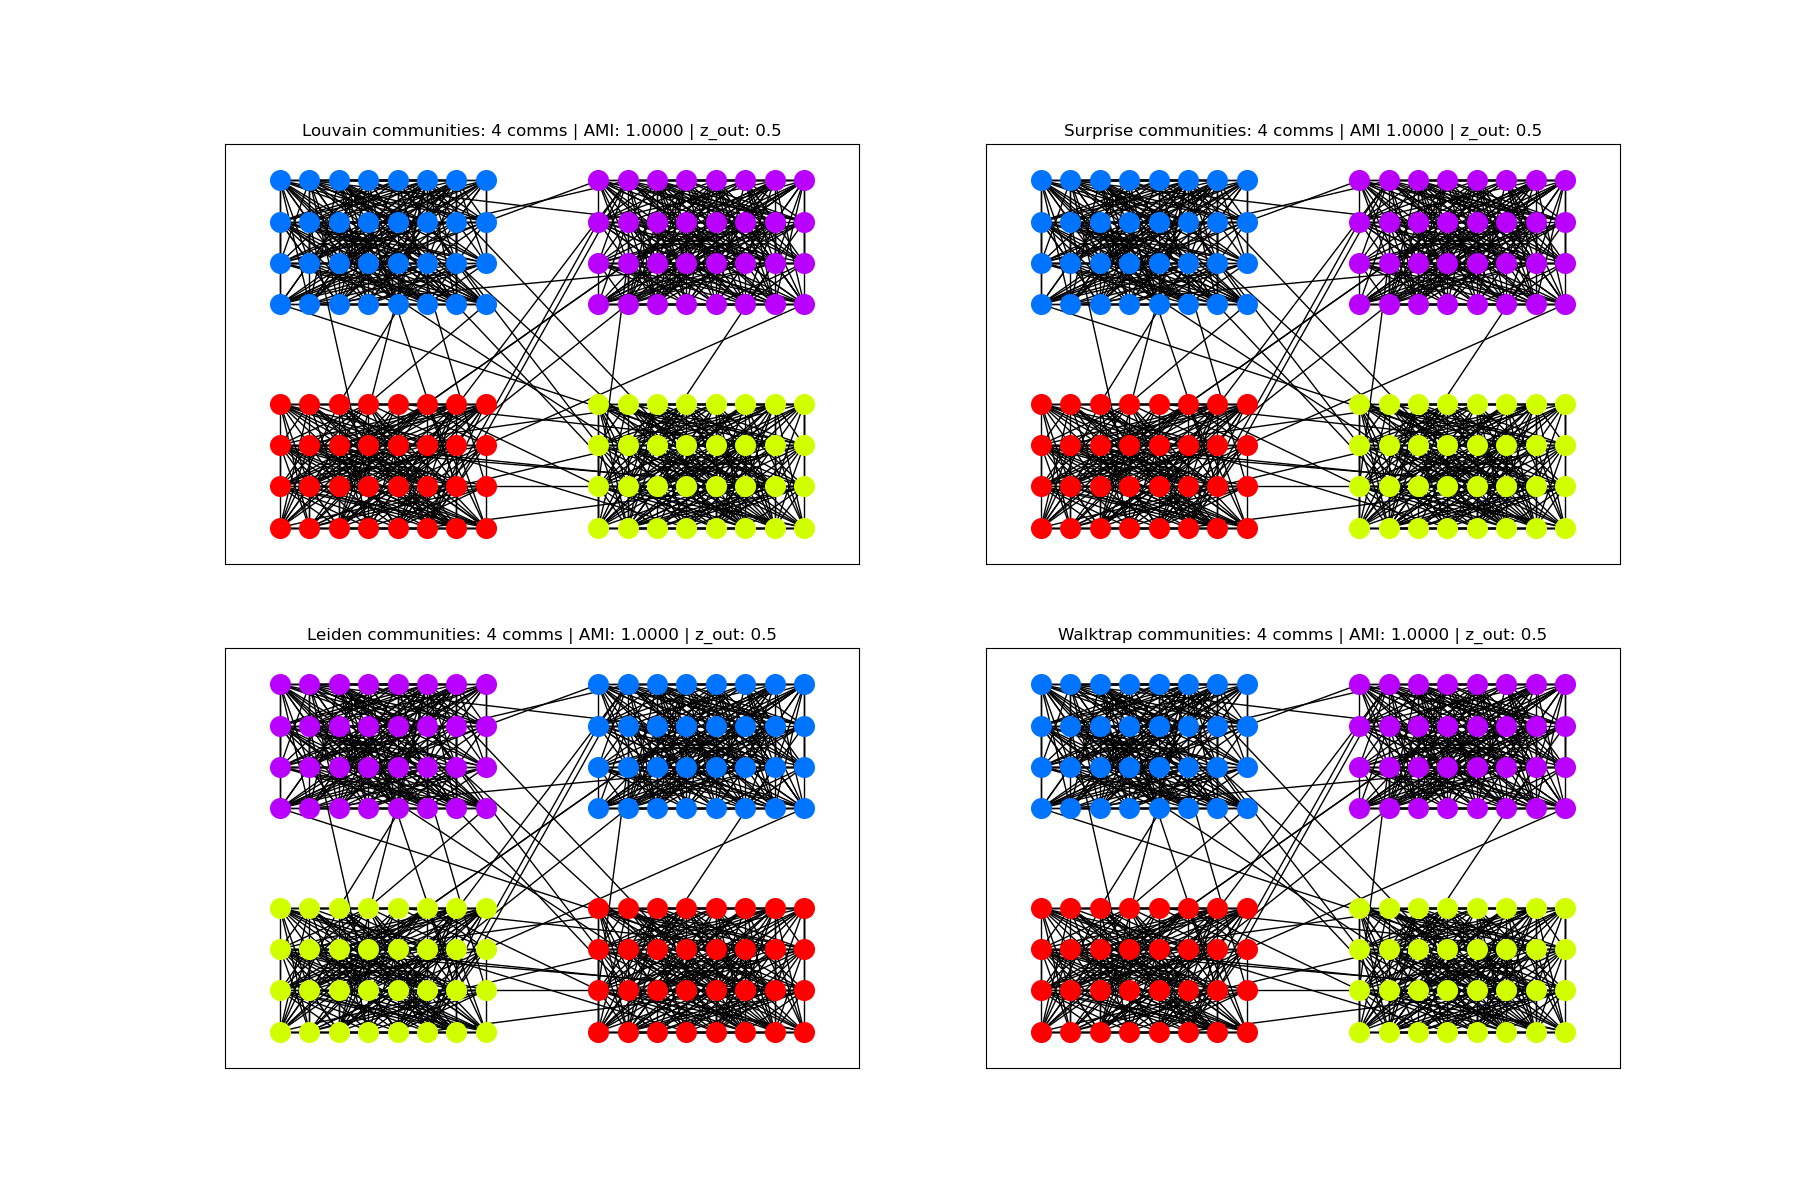 Louvain communities: 4 comms | AMI: 1.0000 | z_out: 0.5
Surprise communities: 4 comms | AMI 1.0000 | z_out: 0.5
Leiden communities: 4 comms | AMI: 1.0000 | z_out: 0.5
Walktrap communities: 4 comms | AMI: 1.0000 | z_out: 0.5